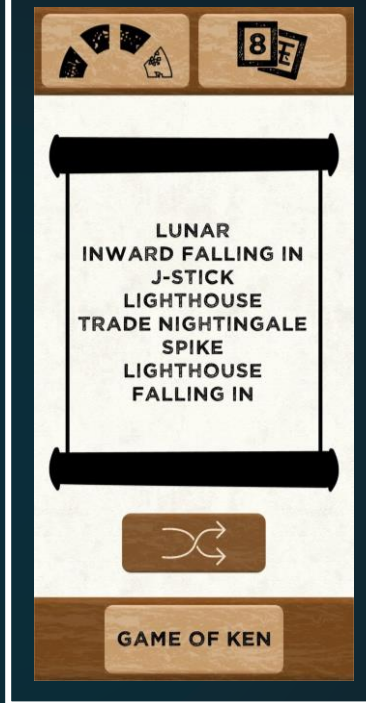 8 E
LUNAR
INWARD FALLING IN
J-STICK
LIGHTHOUSE
TRADE NIGHTINGALE
SPIKE
LIGHTHOUSE
FALLING IN
GAME OF KEN